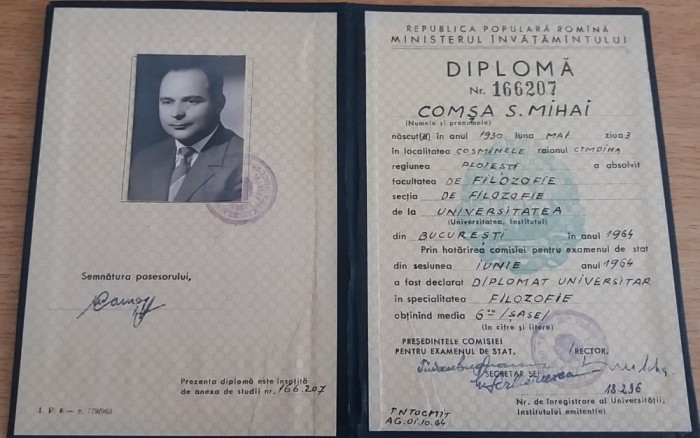 Semnătura posesorului,
Prezenta diplomă este însoțită
de anexa de studii nr. 166.207
REPUBLICA POPULARĂ ROMÎNĂ
MINISTERUL ÎNVĂȚĂMÎNTULUI
DIPLOMĂ
Nr. 166207
COMȘA S. MIHAI
(Numele și prenumele)
născut(ă) în anul 1930 luna MAI ziua 3
în localitatea COSMINELE raionul CÎMPINA
regiunea PLOIEȘTI a absolvit
facultatea DE FILOZOFIE
secția DE FILOZOFIE
de la UNIVERSITATEA
(Universitatea, Institutul)
din BUCUREȘTI în anul 1964
Prin hotărîrea comisiei pentru examenul de stat
din sesiunea IUNIE anul 1964
a fost declarat DIPLOMAT UNIVERSITAR
în specialitatea FILOZOFIE
obținînd media 6 /ȘASE/
(în cifre și litere)
PREȘEDINTELE COMISIEI
PENTRU EXAMENUL DE STAT, RECTOR,
SECRETAR ȘEF
18.296
Nr. de înregistrare al Universității,
Institutului emitent
ÎNTOCMIT
AG.01.10.64